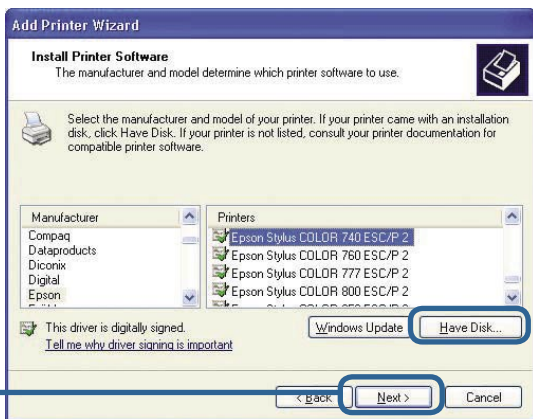 Add Printer Wizard
Install Printer Software
The manufacturer and model determine which printer software to use.
Select the manufacturer and model of your printer. If your printer came with an installation
disk, click Have Disk. If your printer is not listed, consult your printer documentation for
compatible printer software.
Manufacturer
Compaq
Dataproducts
Diconix
Digital
Epson
Printers
Epson Stylus COLOR 740 ESC/P 2
Epson Stylus COLOR 760 ESC/P 2
Epson Stylus COLOR 777 ESC/P 2
Epson Stylus COLOR 800 ESC/P 2
This driver is digitally signed.
Tell me why driver signing is important
Windows Update
Have Disk...
< Back
Next >
Cancel